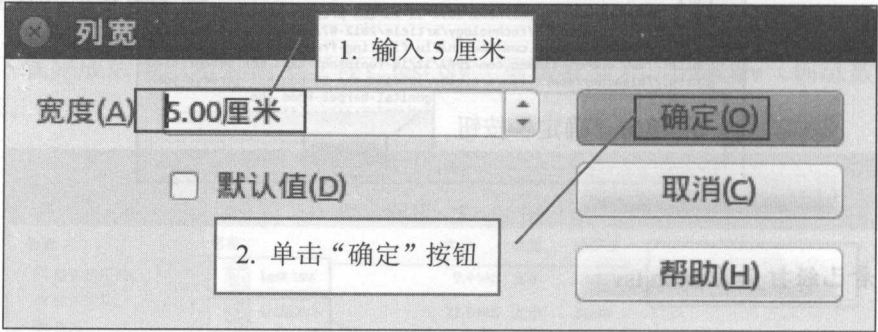 列宽
1. 输入 5 厘米
宽度(A)
5.00厘米
确定(O)
默认值(D)
取消(C)
2. 单击“确定”按钮
帮助(H)